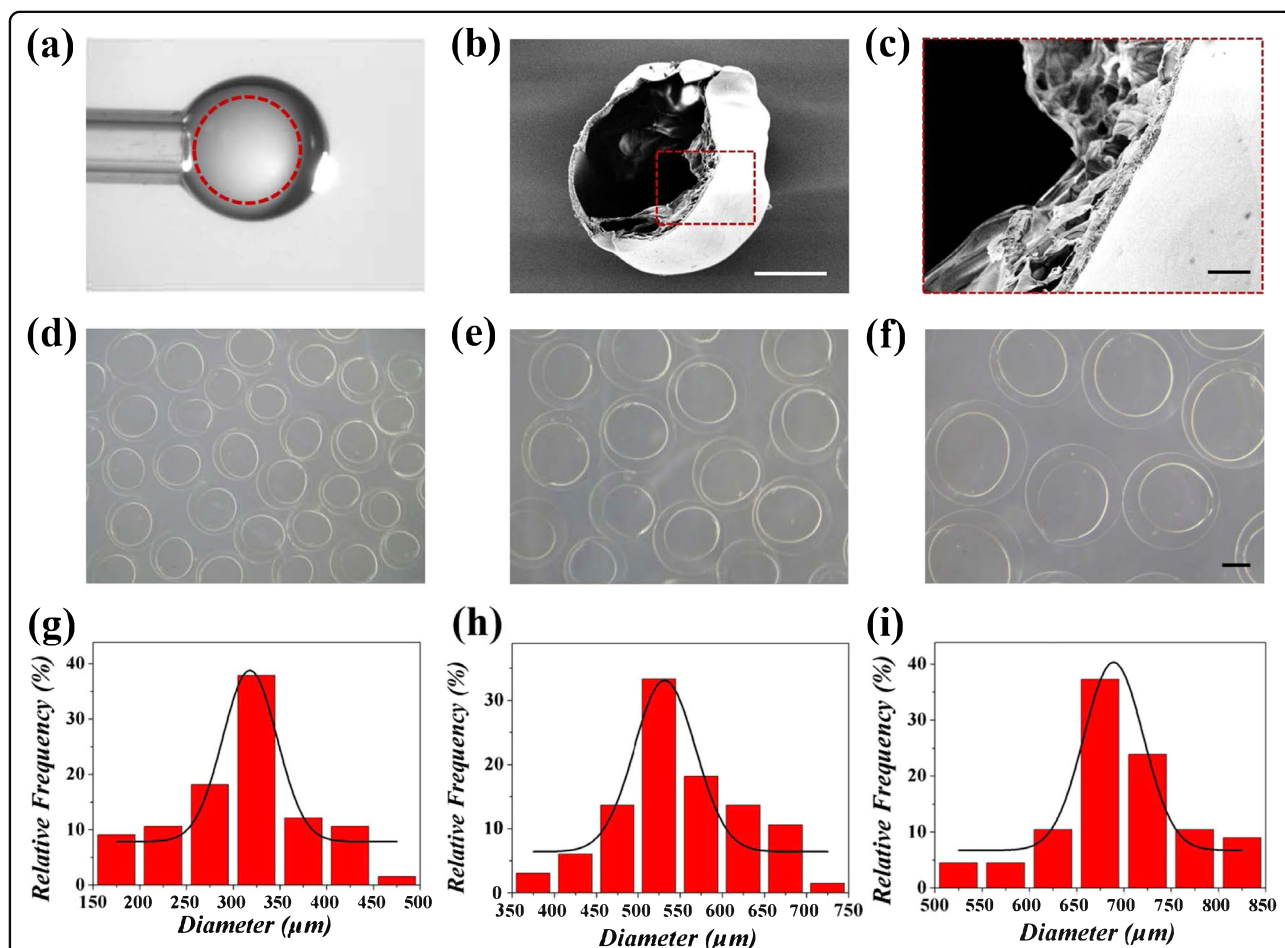 (a)
(b)
(c)
(d)
(e)
(f)
(g)
(h)
(i)
40
30
20
10
0
Relative Frequency (%)
150 200 250 300 350 400 450 500
Diameter (µm)
30
20
10
0
Relative Frequency (%)
350 400 450 500 550 600 650 700 750
Diameter (µm)
40
30
20
10
0
Relative Frequency (%)
500 550 600 650 700 750 800 850
Diameter (µm)